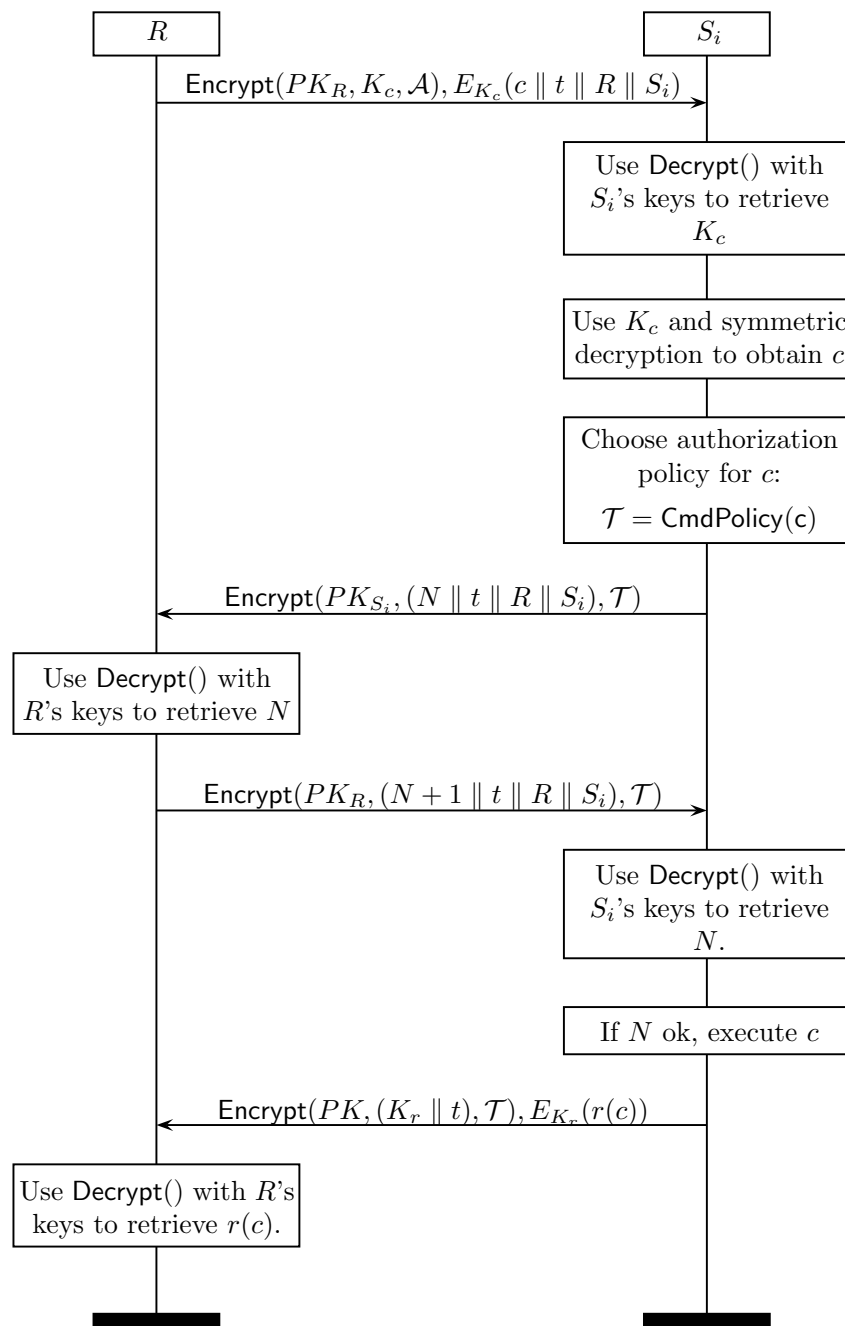 R
S_i
Encrypt(PK_R, K_c, 𝒜), E_{K_c}(c ∥ t ∥ R ∥ S_i)
Use Decrypt() with
S_i's keys to retrieve
K_c
Use K_c and symmetric
decryption to obtain c
Choose authorization
policy for c:
𝒯 = CmdPolicy(c)
Encrypt(PK_{S_i}, (N ∥ t ∥ R ∥ S_i), 𝒯)
Use Decrypt() with
R's keys to retrieve N
Encrypt(PK_R, (N + 1 ∥ t ∥ R ∥ S_i), 𝒯)
Use Decrypt() with
S_i's keys to retrieve
N.
If N ok, execute c
Encrypt(PK, (K_r ∥ t), 𝒯), E_{K_r}(r(c))
Use Decrypt() with R's
keys to retrieve r(c).